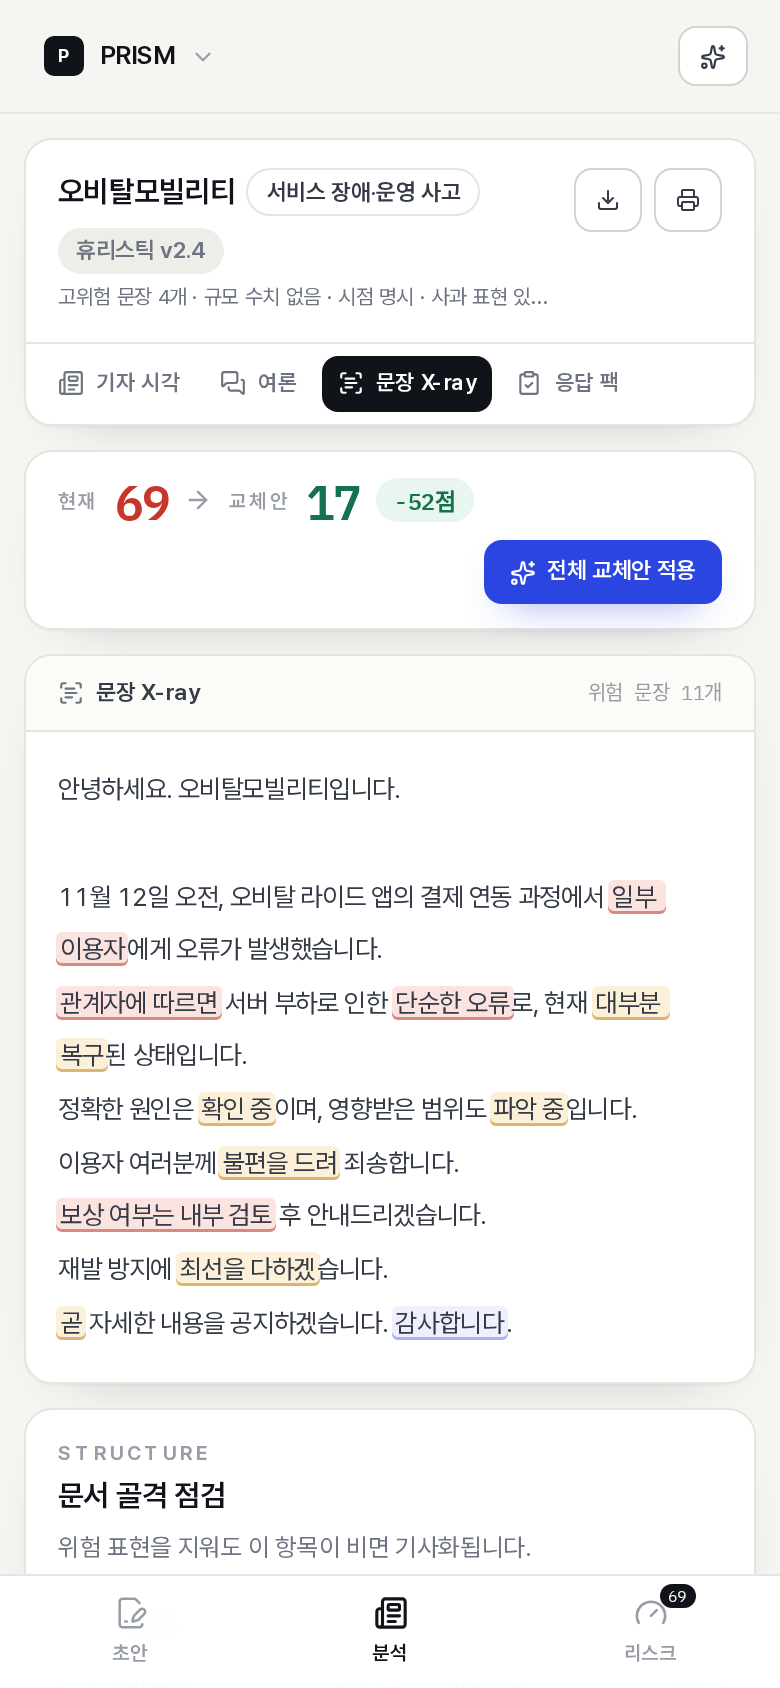 P PRISM
오비탈모빌리티 서비스 장애·운영 사고
휴리스틱 v2.4
고위험 문장 4개 · 규모 수치 없음 · 시점 명시 · 사과 표현 있...
기자 시각 여론 문장 X-ray 응답 팩
현재 69 → 교체안 17 -52점
전체 교체안 적용
문장 X-ray 위험 문장 11개
안녕하세요. 오비탈모빌리티입니다.
11월 12일 오전, 오비탈 라이드 앱의 결제 연동 과정에서 일부
이용자에게 오류가 발생했습니다.
관계자에 따르면 서버 부하로 인한 단순한 오류로, 현재 대부분
복구된 상태입니다.
정확한 원인은 확인 중이며, 영향받은 범위도 파악 중입니다.
이용자 여러분께 불편을 드려 죄송합니다.
보상 여부는 내부 검토 후 안내드리겠습니다.
재발 방지에 최선을 다하겠습니다.
곧 자세한 내용을 공지하겠습니다. 감사합니다.
STRUCTURE
문서 골격 점검
위험 표현을 지워도 이 항목이 비면 기사화됩니다.
69
초안 분석 리스크